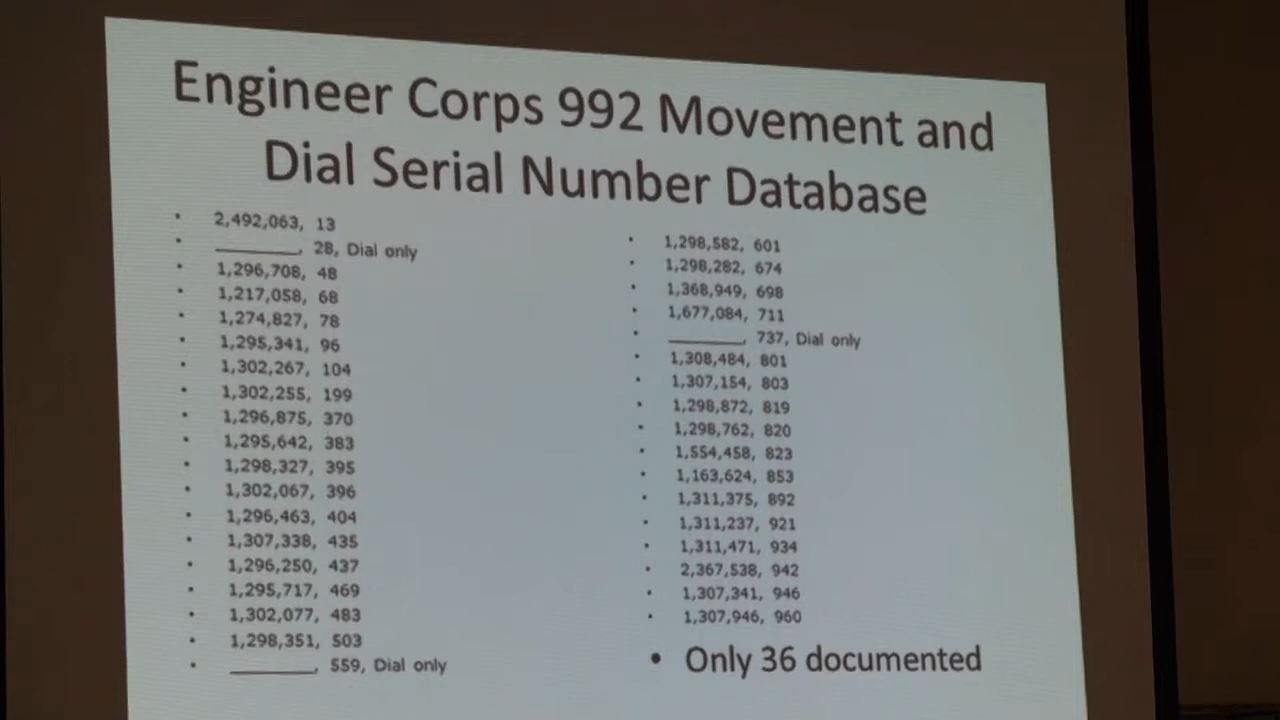 Engineer Corps 992 Movement and
Dial Serial Number Database
• 2,492,063, 13
• ________, 28, Dial only
• 1,296,708, 48
• 1,217,058, 68
• 1,274,827, 78
• 1,295,341, 96
• 1,302,267, 104
• 1,302,255, 199
• 1,296,875, 370
• 1,295,642, 383
• 1,298,327, 395
• 1,302,067, 396
• 1,296,463, 404
• 1,307,338, 435
• 1,296,250, 437
• 1,295,717, 469
• 1,302,077, 483
• 1,298,351, 503
• ________, 559, Dial only
• 1,298,582, 601
• 1,298,282, 674
• 1,368,949, 698
• 1,677,084, 711
• ________, 737, Dial only
• 1,308,484, 801
• 1,307,154, 803
• 1,298,872, 819
• 1,298,762, 820
• 1,554,458, 823
• 1,163,624, 853
• 1,311,375, 892
• 1,311,237, 921
• 1,311,471, 934
• 2,367,538, 942
• 1,307,341, 946
• 1,307,946, 960
• Only 36 documented